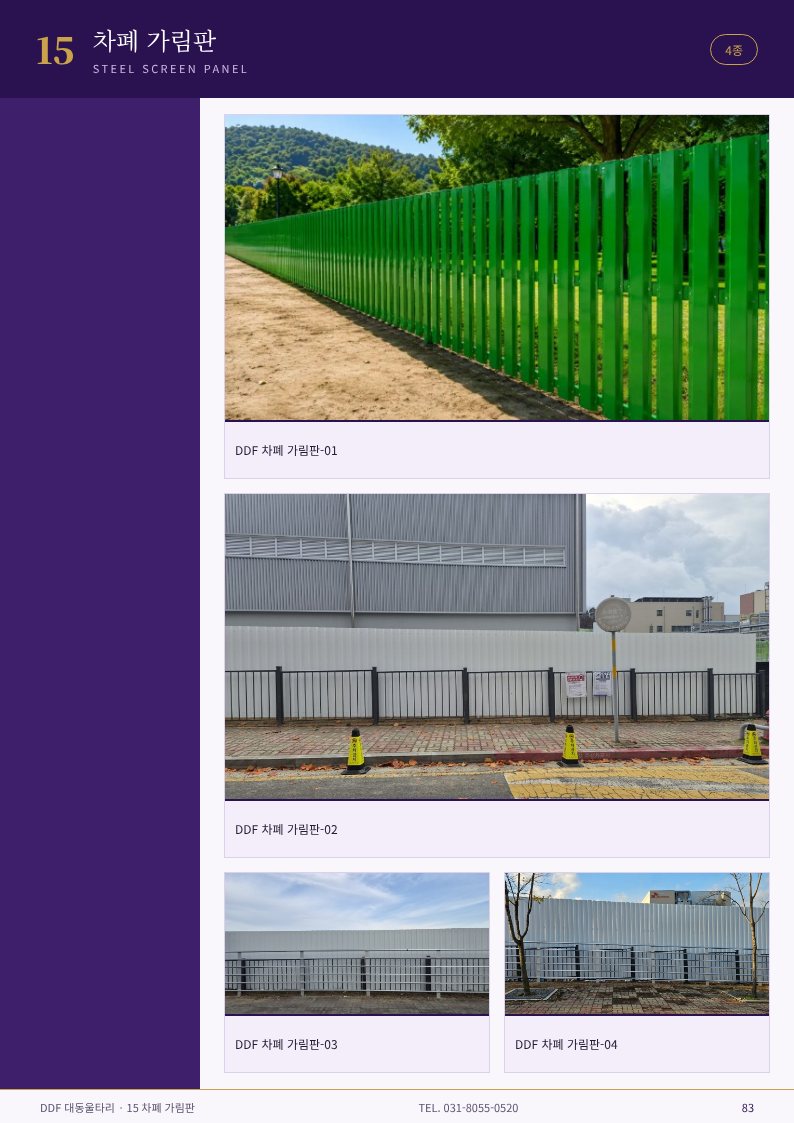 15
차폐 가림판
STEEL SCREEN PANEL
4종
DDF 차폐 가림판-01
DDF 차폐 가림판-02
DDF 차폐 가림판-03
DDF 차폐 가림판-04
DDF 대동울타리 · 15 차폐 가림판
TEL. 031-8055-0520
83